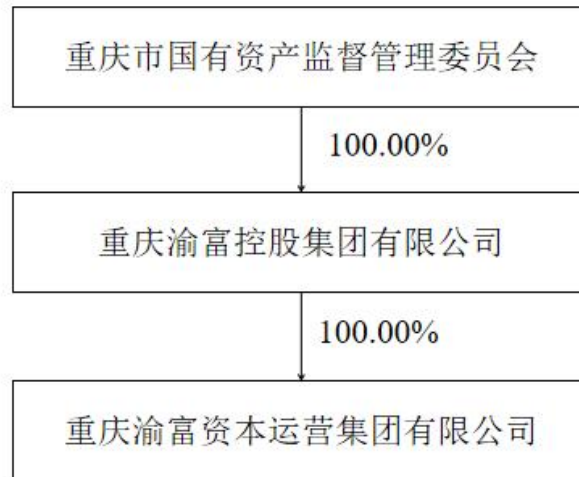 重庆市国有资产监督管理委员会
100.00%
重庆渝富控股集团有限公司
100.00%
重庆渝富资本运营集团有限公司